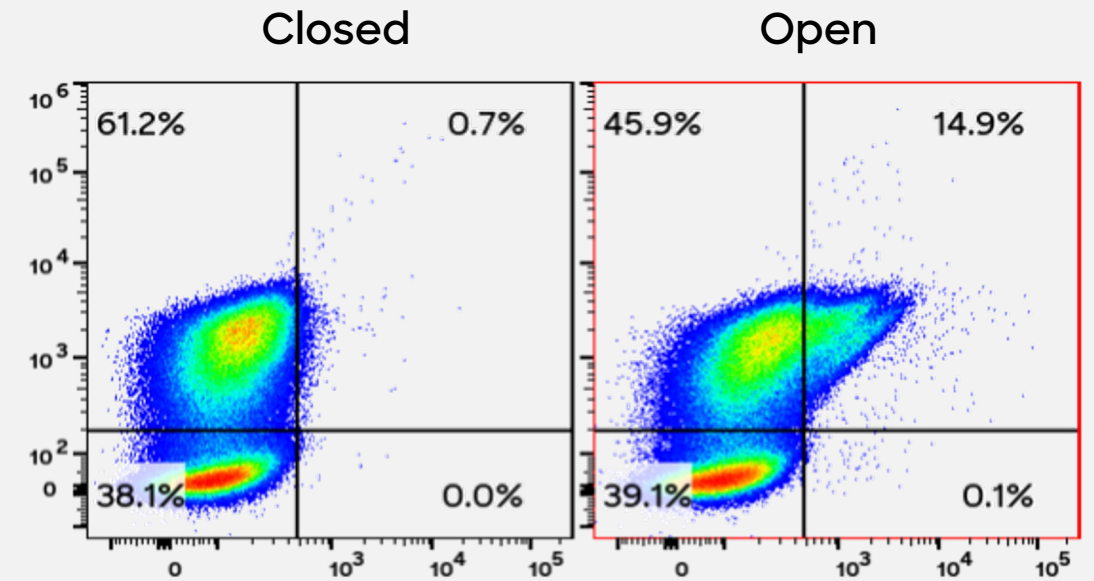 Closed Open
10⁶ 61.2% 0.7% 45.9% 14.9%
10⁵
10⁴
10³
10²
0 38.1% 0.0% 39.1% 0.1%
0 10³ 10⁴ 10⁵ 0 10³ 10⁴ 10⁵